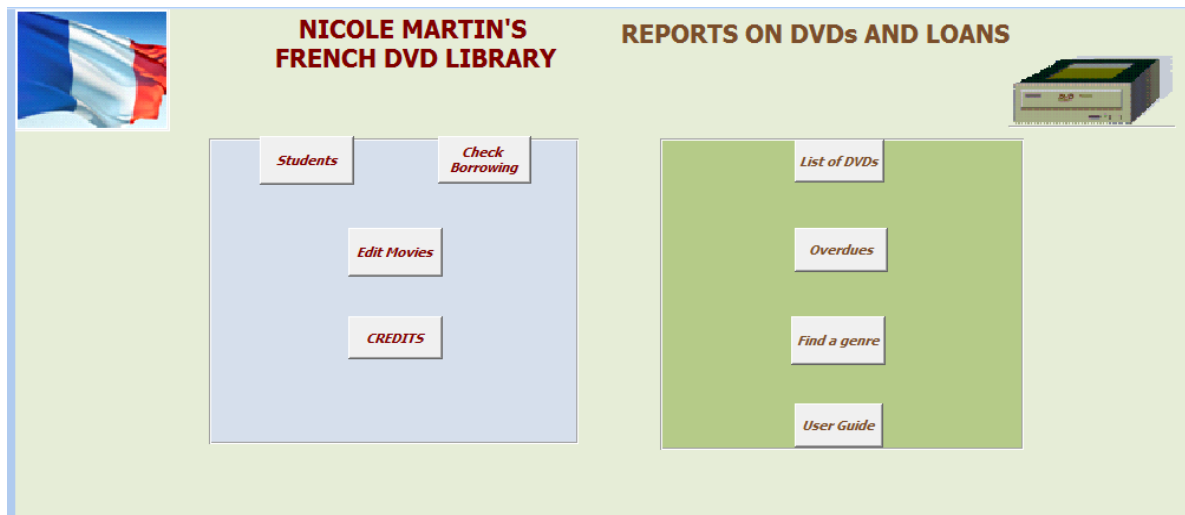 NICOLE MARTIN'S
FRENCH DVD LIBRARY
REPORTS ON DVDs AND LOANS
Students
Check
Borrowing
Edit Movies
CREDITS
List of DVDs
Overdues
Find a genre
User Guide